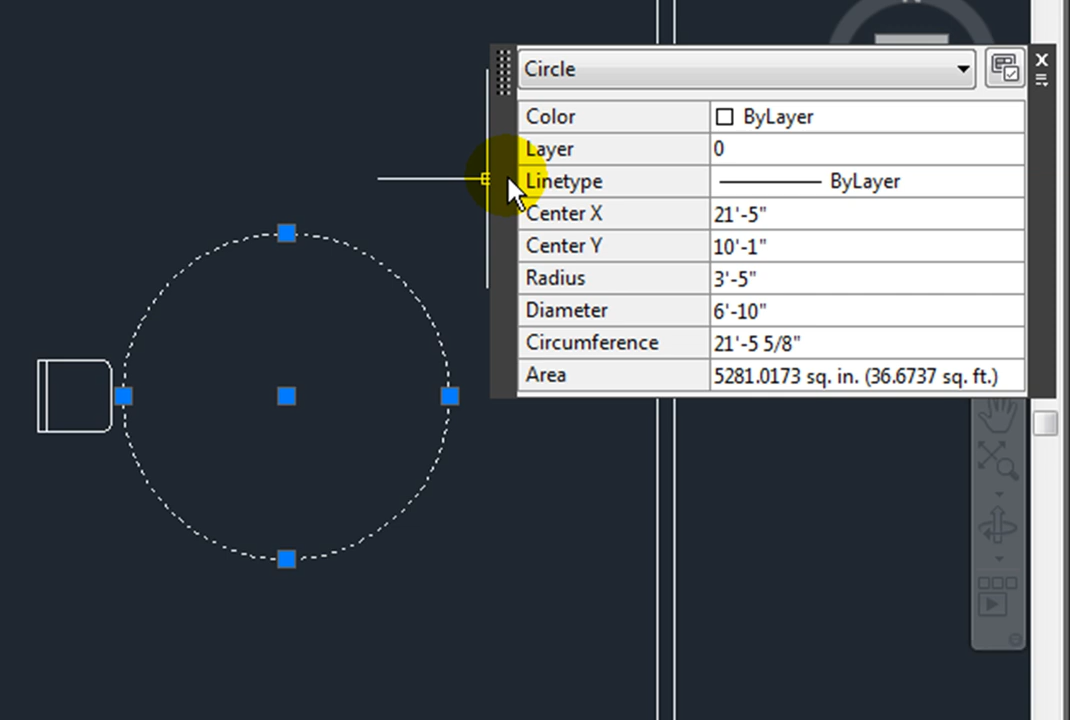 Circle
Color ByLayer
Layer 0
Linetype ByLayer
Center X 21'-5"
Center Y 10'-1"
Radius 3'-5"
Diameter 6'-10"
Circumference 21'-5 5/8"
Area 5281.0173 sq. in. (36.6737 sq. ft.)